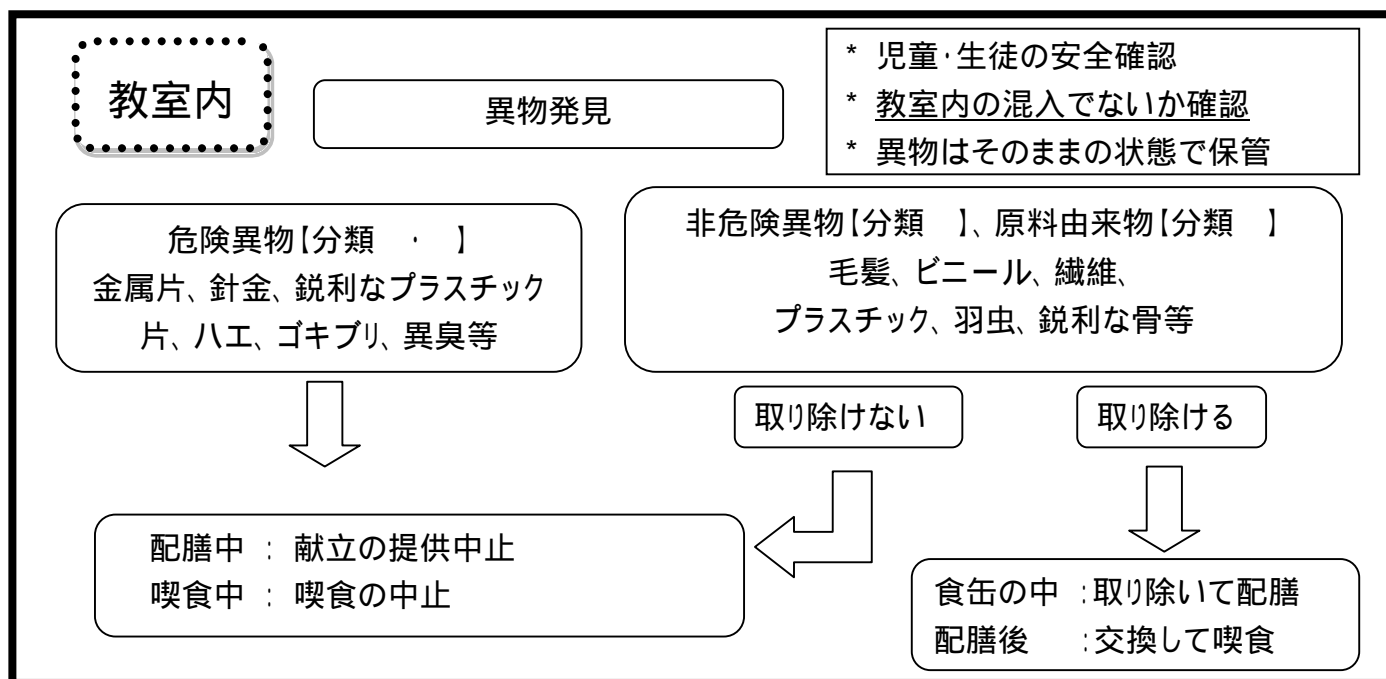 教室内
異物発見
* 児童・生徒の安全確認
* 教室内の混入でないか確認
* 異物はそのままの状態で保管
危険異物【分類　・　】
金属片、針金、鋭利なプラスチック
片、ハエ、ゴキブリ、異臭等
非危険異物【分類　】、原料由来物【分類　】
毛髪、ビニール、繊維、
プラスチック、羽虫、鋭利な骨等
取り除けない
取り除ける
配膳中 : 献立の提供中止
喫食中 : 喫食の中止
食缶の中 :取り除いて配膳
配膳後 :交換して喫食